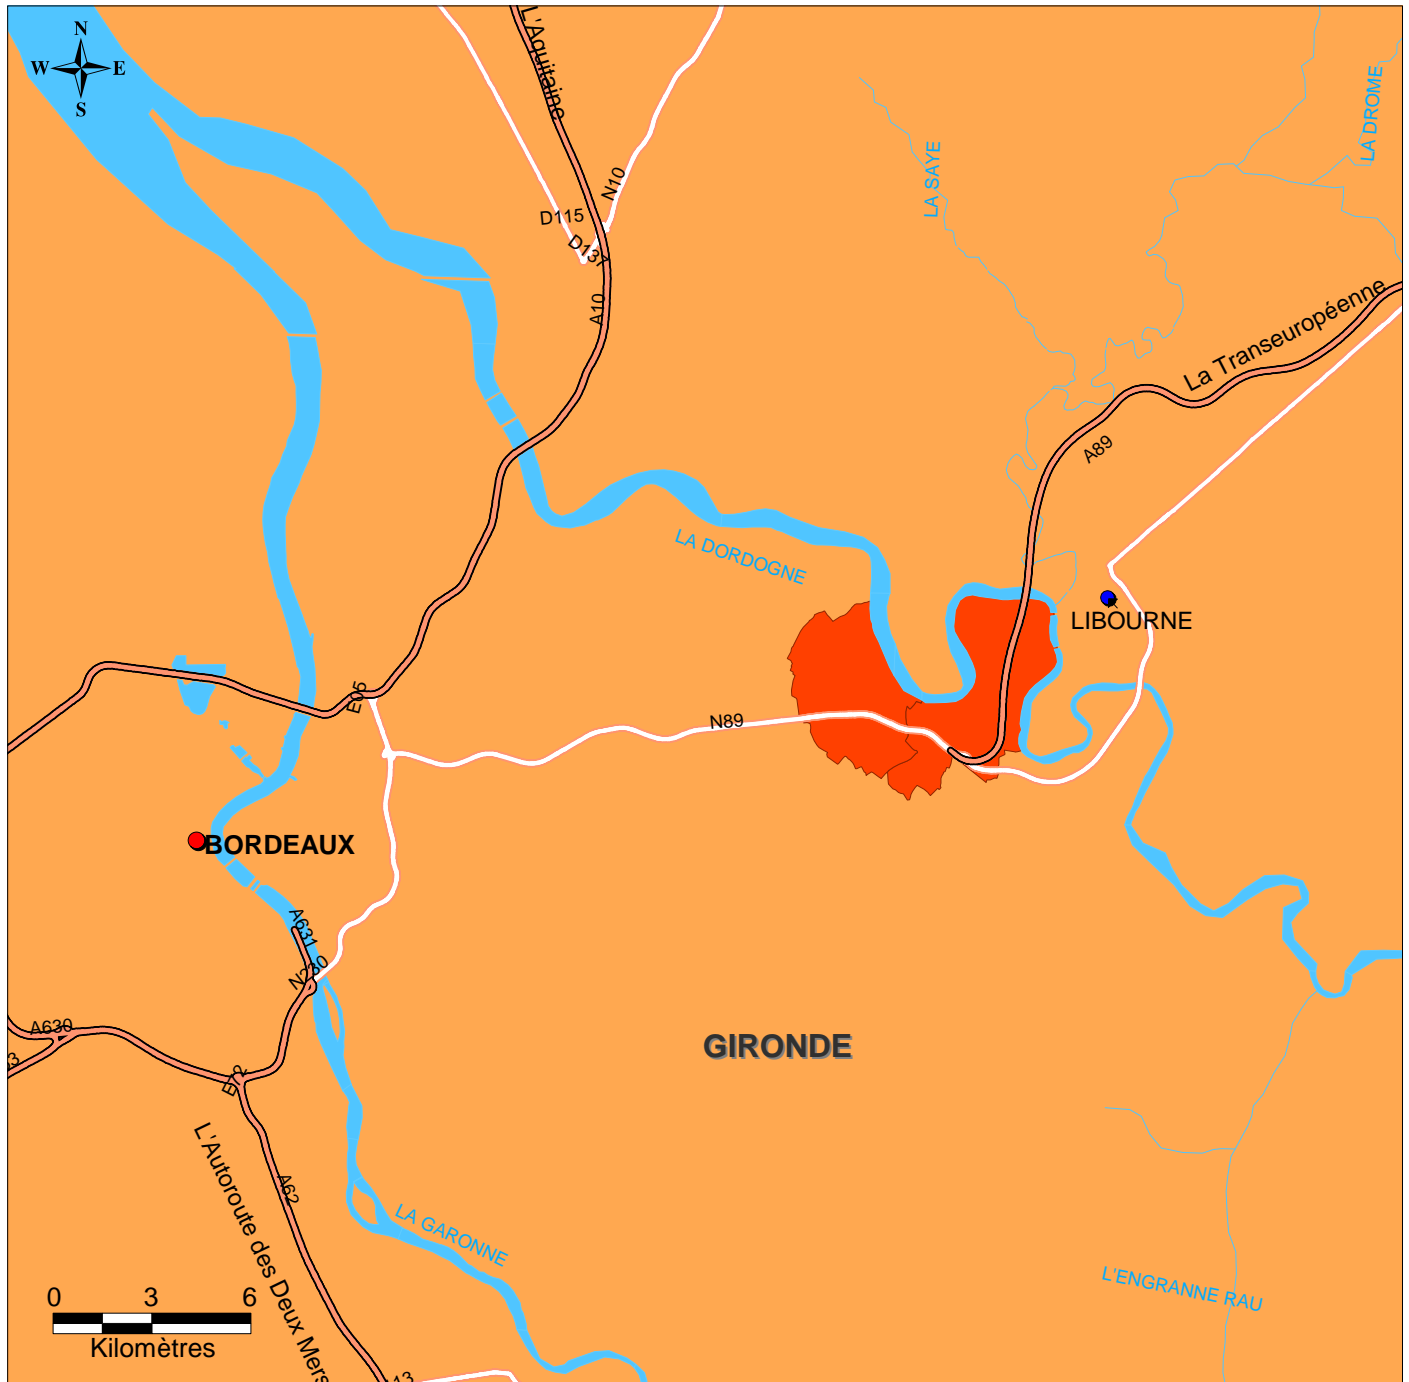 N
W E
S
L'Aquitaine
N10
D115
D137
A10
LA SAYE
LA DROME
La Transeuropéenne
A89
LA DORDOGNE
LIBOURNE
E05
N89
BORDEAUX
A631
N230
A630
E72
GIRONDE
L'Autoroute des Deux Mers
A62
LA GARONNE
L'ENGRANNE RAU
0 3 6
Kilomètres